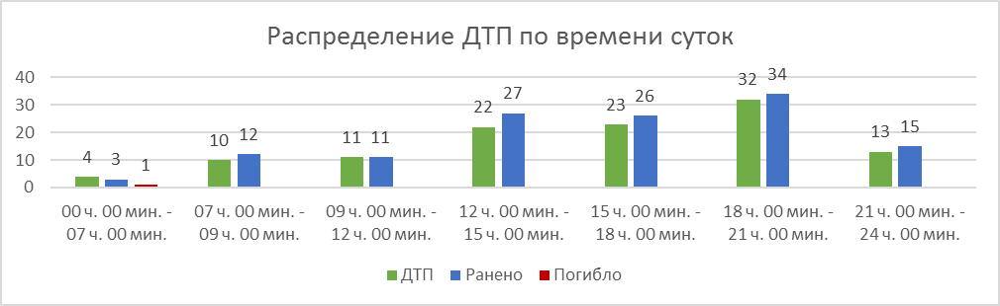 Распределение ДТП по времени суток
40
30
20
10
0
4 3 1
10 12
11 11
22 27
23 26
32 34
13 15
00 ч. 00 мин. -
07 ч. 00 мин.
07 ч. 00 мин. -
09 ч. 00 мин.
09 ч. 00 мин. -
12 ч. 00 мин.
12 ч. 00 мин. -
15 ч. 00 мин.
15 ч. 00 мин. -
18 ч. 00 мин.
18 ч. 00 мин. -
21 ч. 00 мин.
21 ч. 00 мин. -
24 ч. 00 мин.
ДТП Ранено Погибло